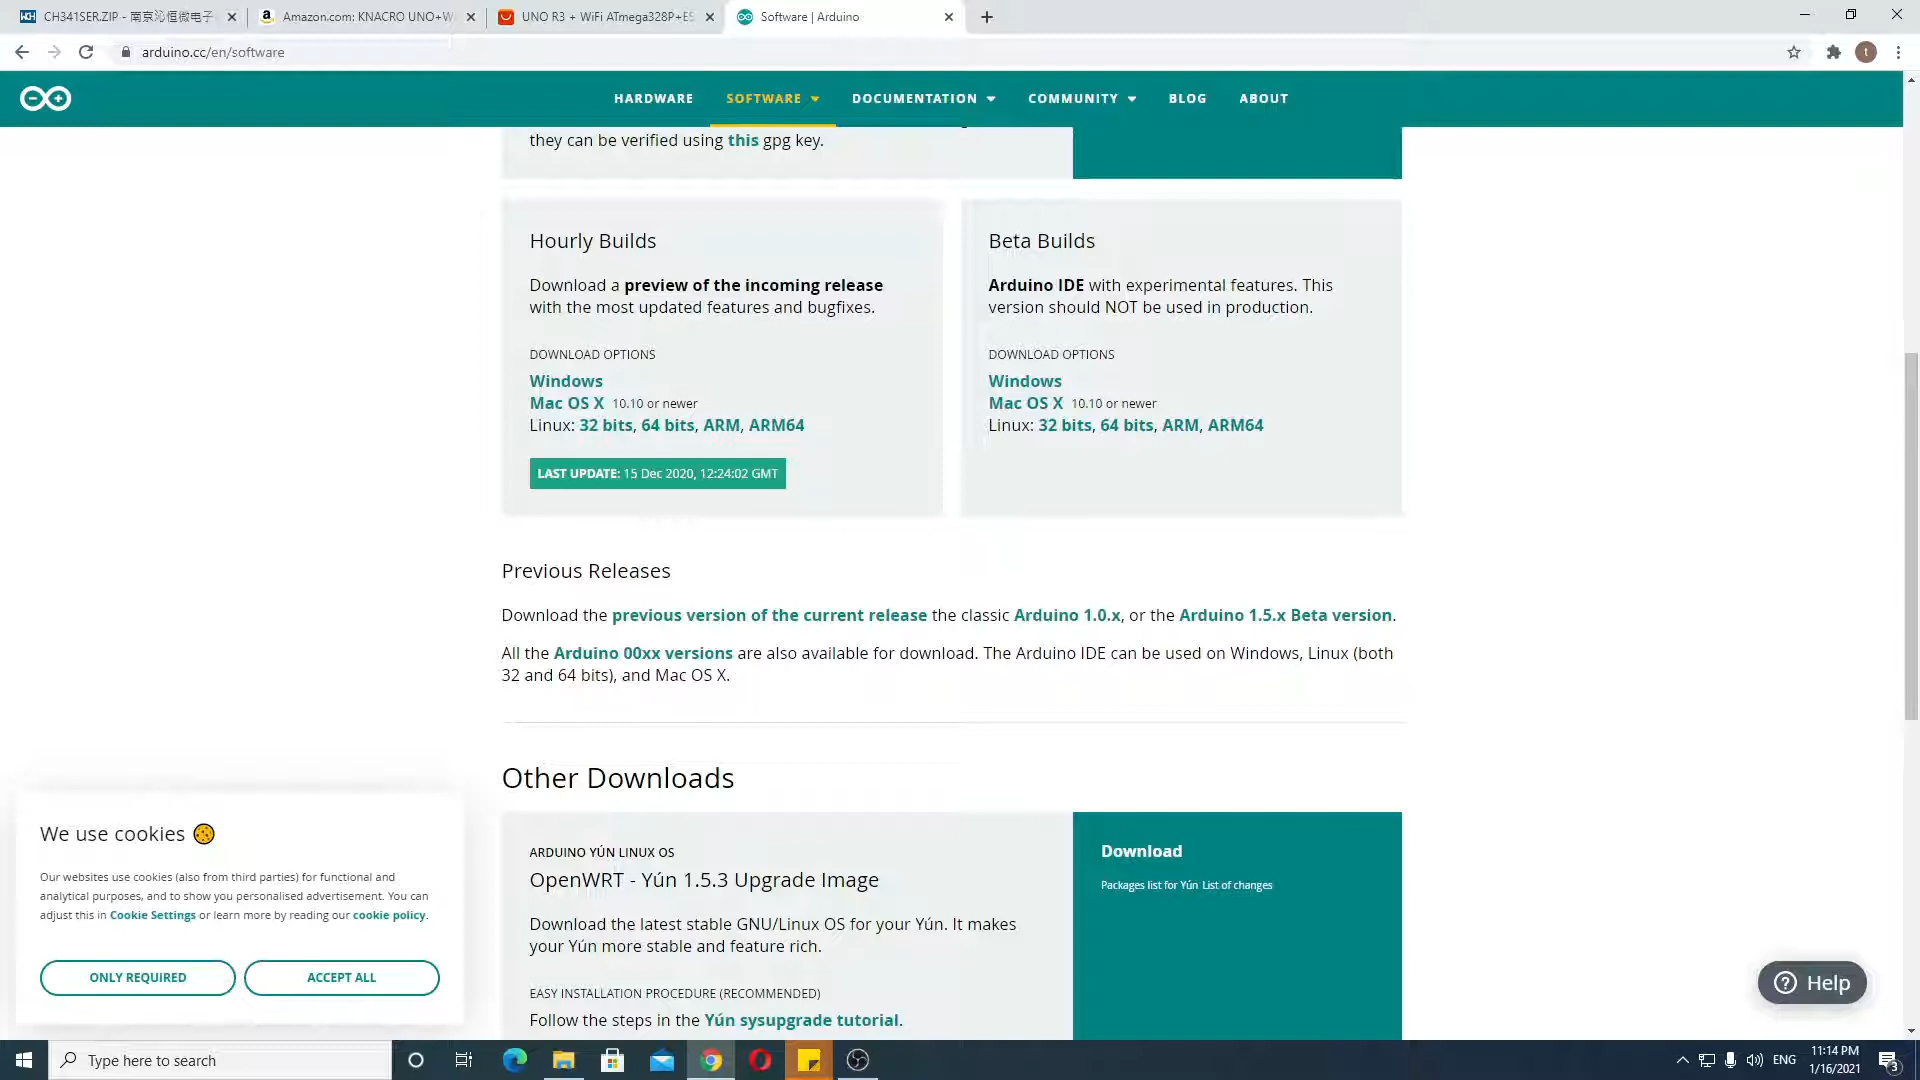 CH341SER.ZIP - 南京沁恒微电子
Amazon.com: KNACRO UNO+W
UNO R3 + WiFi ATmega328P+ES
Software | Arduino
arduino.cc/en/software
t
HARDWARE
SOFTWARE
DOCUMENTATION
COMMUNITY
BLOG
ABOUT
they can be verified using this gpg key.
Hourly Builds
Download a preview of the incoming release
with the most updated features and bugfixes.
DOWNLOAD OPTIONS
Windows
Mac OS X 10.10 or newer
Linux: 32 bits, 64 bits, ARM, ARM64
LAST UPDATE: 15 Dec 2020, 12:24:02 GMT
Beta Builds
Arduino IDE with experimental features. This
version should NOT be used in production.
DOWNLOAD OPTIONS
Windows
Mac OS X 10.10 or newer
Linux: 32 bits, 64 bits, ARM, ARM64
Previous Releases
Download the previous version of the current release the classic Arduino 1.0.x, or the Arduino 1.5.x Beta version.
All the Arduino 00xx versions are also available for download. The Arduino IDE can be used on Windows, Linux (both
32 and 64 bits), and Mac OS X.
Other Downloads
ARDUINO YÚN LINUX OS
OpenWRT - Yún 1.5.3 Upgrade Image
Download the latest stable GNU/Linux OS for your Yún. It makes
your Yún more stable and feature rich.
EASY INSTALLATION PROCEDURE (RECOMMENDED)
Follow the steps in the Yún sysupgrade tutorial.
Download
Packages list for Yún List of changes
We use cookies
Our websites use cookies (also from third parties) for functional and
analytical purposes, and to show you personalised advertisement. You can
adjust this in Cookie Settings or learn more by reading our cookie policy.
ONLY REQUIRED
ACCEPT ALL
Help
Type here to search
ENG
11:14 PM
1/16/2021
3